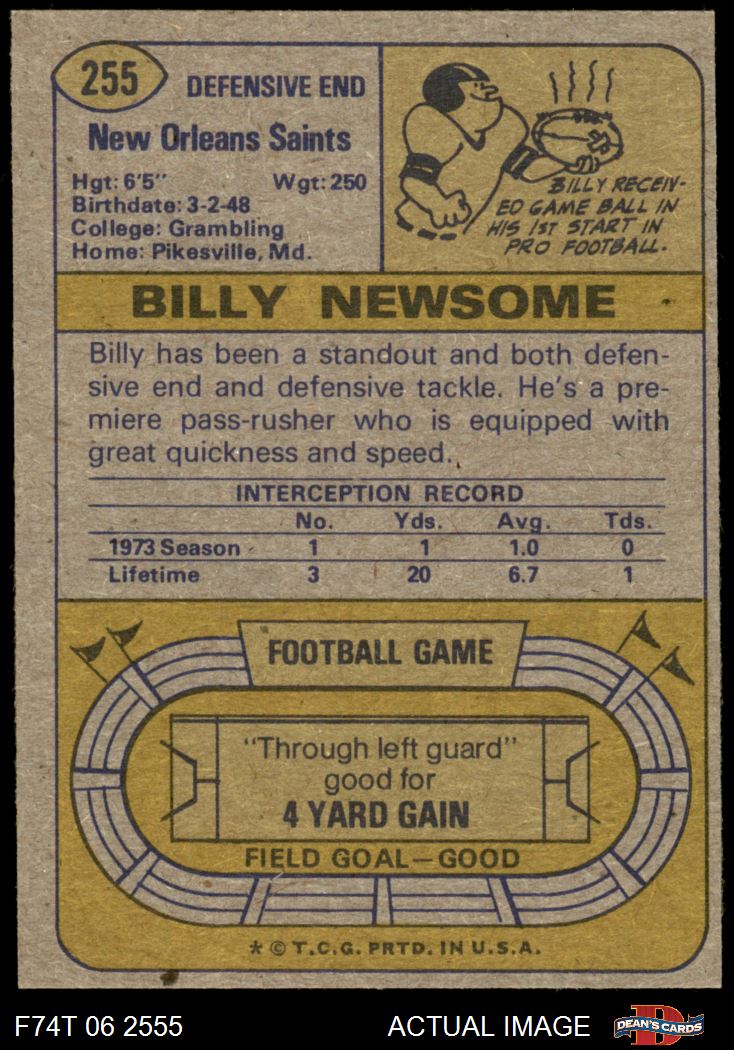 255
DEFENSIVE END
New Orleans Saints
Hgt: 6'5" Wgt: 250
Birthdate: 3-2-48
College: Grambling
Home: Pikesville, Md.
BILLY RECEIV-
ED GAME BALL IN
HIS 1ST START IN
PRO FOOTBALL.
BILLY NEWSOME
Billy has been a standout and both defen-
sive end and defensive tackle. He's a pre-
miere pass-rusher who is equipped with
great quickness and speed.
INTERCEPTION RECORD
No. Yds. Avg. Tds.
1973 Season 1 1 1.0 0
Lifetime 3 20 6.7 1
FOOTBALL GAME
"Through left guard"
good for
4 YARD GAIN
FIELD GOAL—GOOD
* © T.C.G. PRTD. IN U.S.A.
F74T 06 2555 ACTUAL IMAGE
D
DEAN'S CARDS